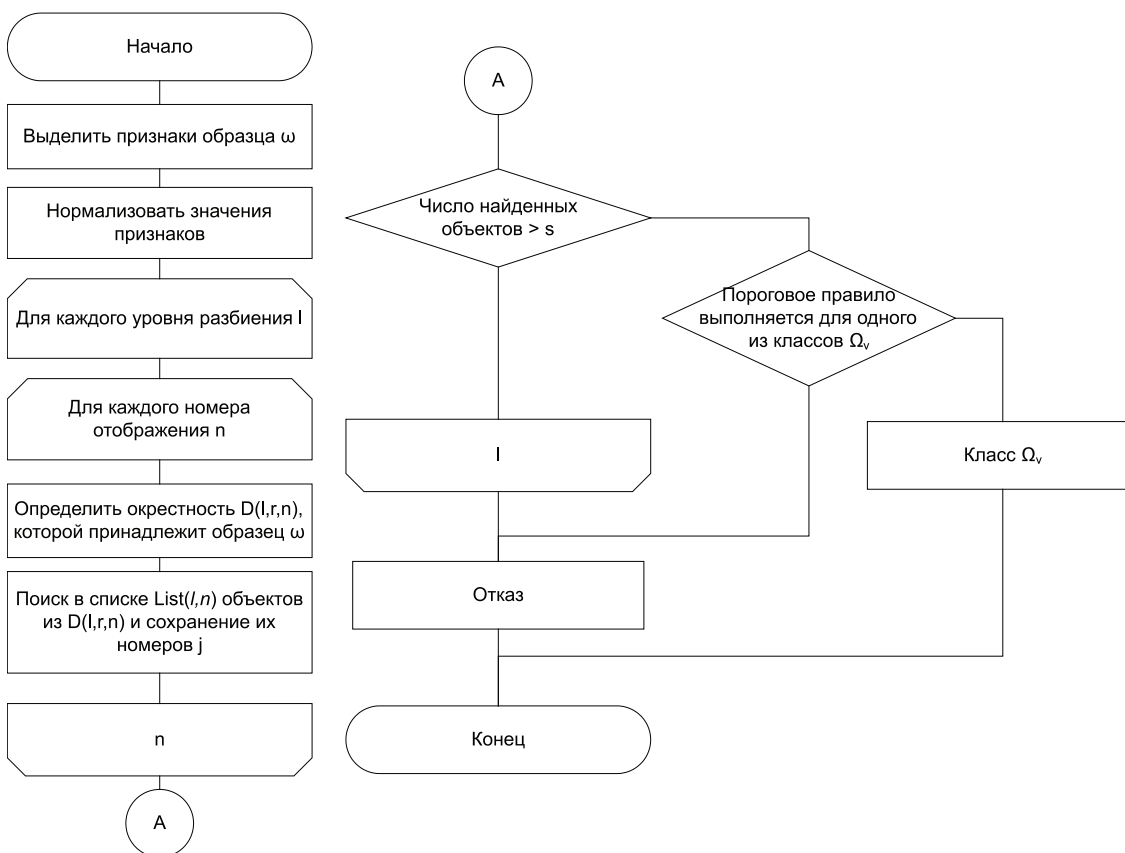 Начало
Выделить признаки образца ω
Нормализовать значения
признаков
Для каждого уровня разбиения l
Для каждого номера
отображения n
Определить окрестность D(l,r,n),
которой принадлежит образец ω
Поиск в списке List(l,n) объектов
из D(l,r,n) и сохранение их
номеров j
n
A
A
Число найденных
объектов > s
Пороговое правило
выполняется для одного
из классов Ωᵥ
l
Класс Ωᵥ
Отказ
Конец